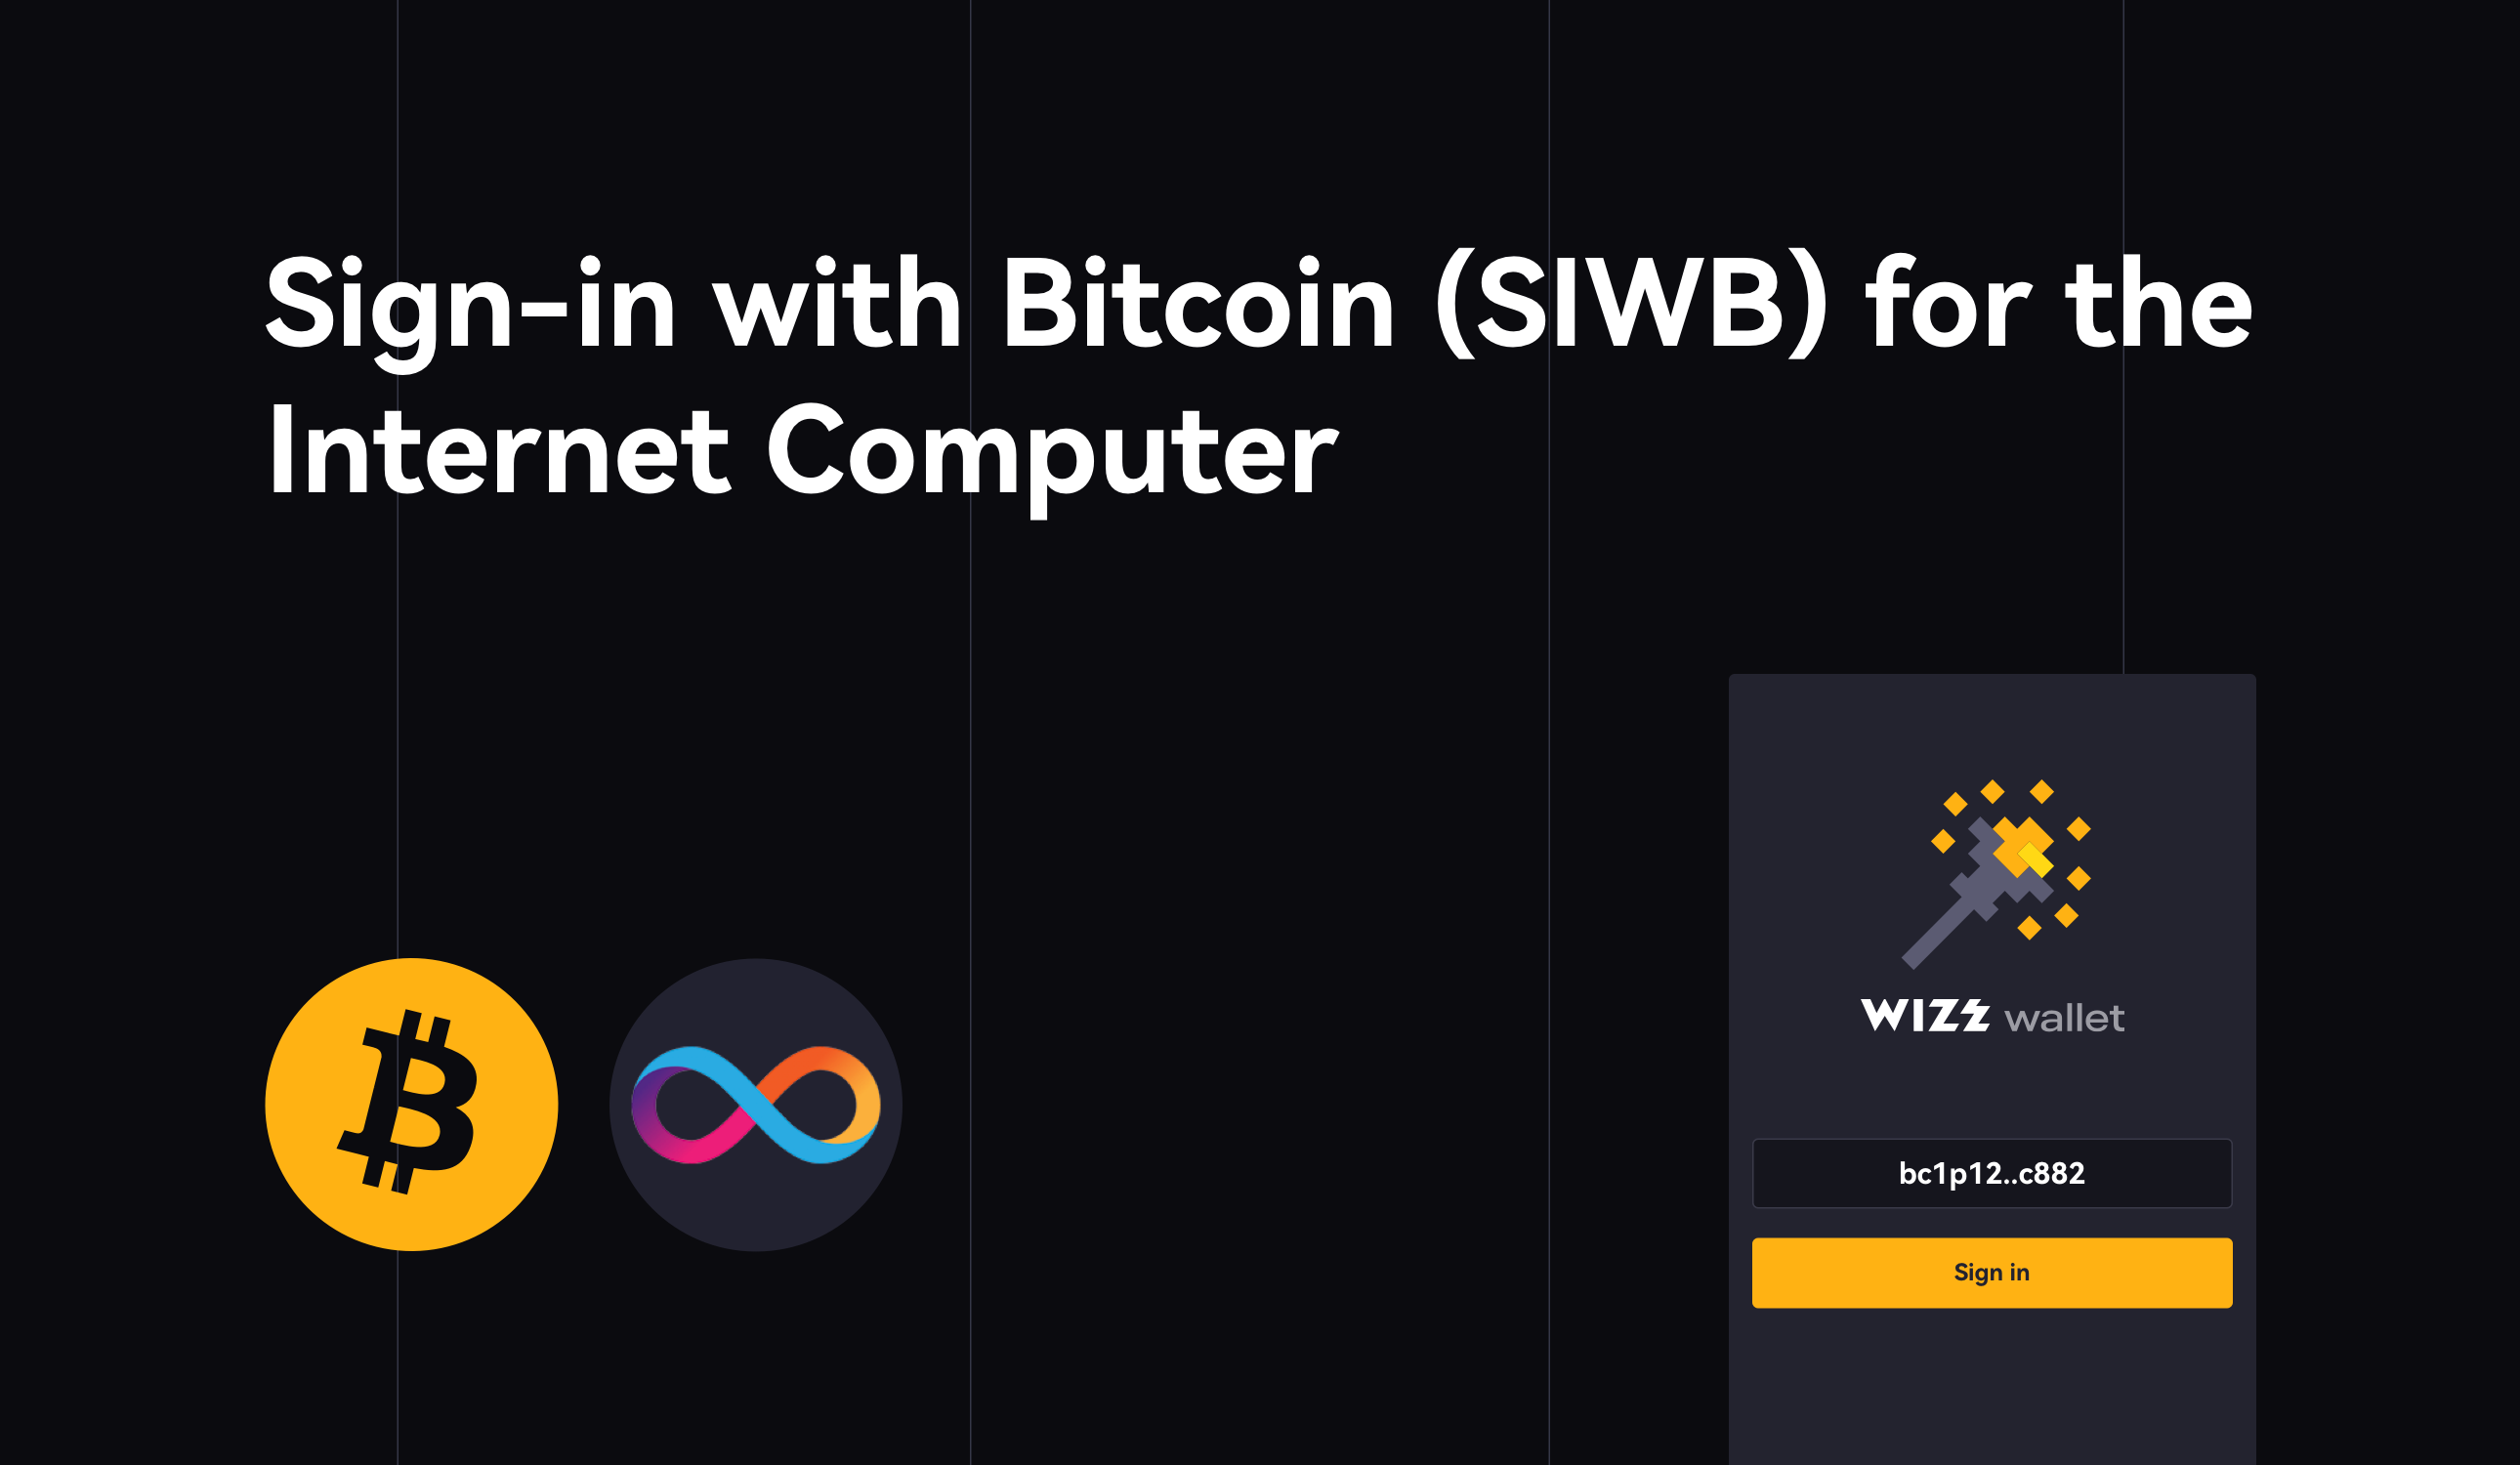 Sign-in with Bitcoin (SIWB) for the
Internet Computer
WIZZ wallet
bc1p12..c882
Sign in